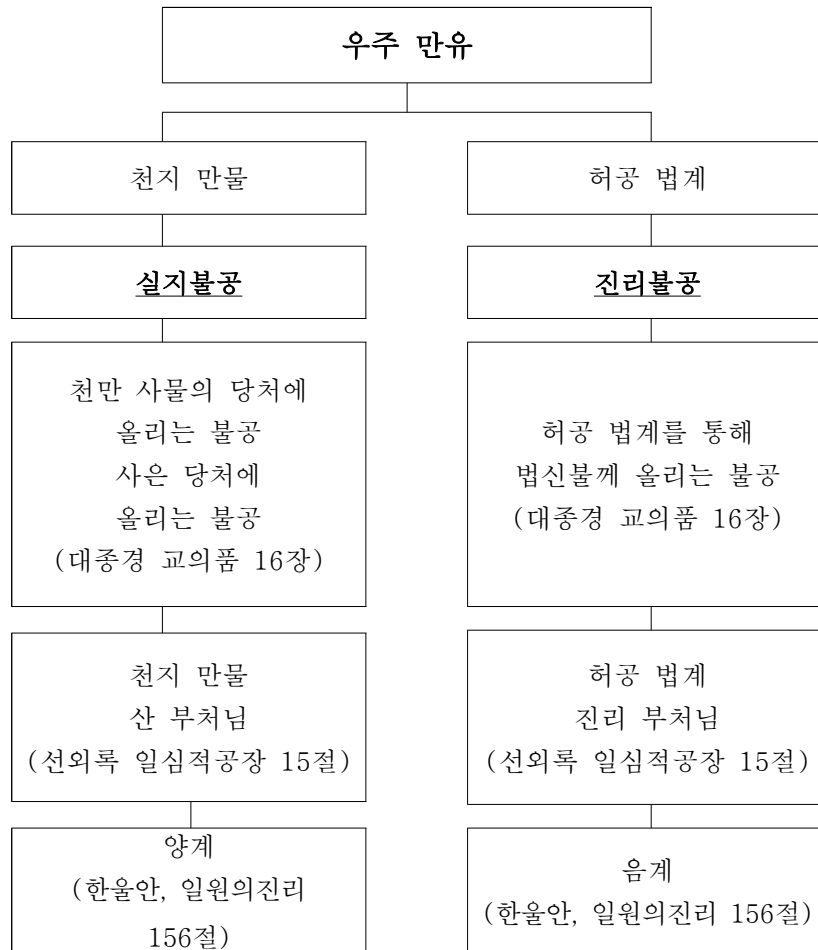 우주 만유
천지 만물
허공 법계
실지불공
진리불공
천만 사물의 당처에
올리는 불공
사은 당처에
올리는 불공
(대종경 교의품 16장)
허공 법계를 통해
법신불께 올리는 불공
(대종경 교의품 16장)
천지 만물
산 부처님
(선외록 일심적공장 15절)
허공 법계
진리 부처님
(선외록 일심적공장 15절)
양계
(한울안, 일원의진리
156절)
음계
(한울안, 일원의진리 156절)